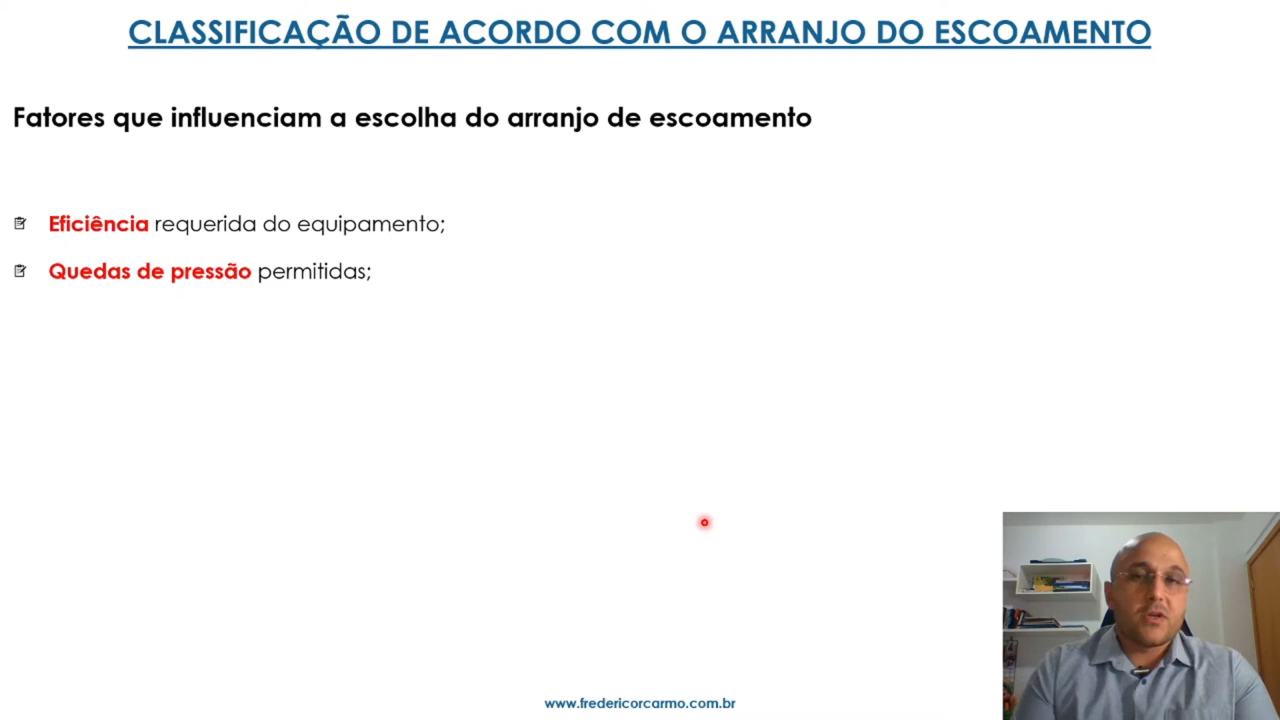 CLASSIFICAÇÃO DE ACORDO COM O ARRANJO DO ESCOAMENTO
Fatores que influenciam a escolha do arranjo de escoamento
Eficiência requerida do equipamento;
Quedas de pressão permitidas;
www.fredericorcarmo.com.br